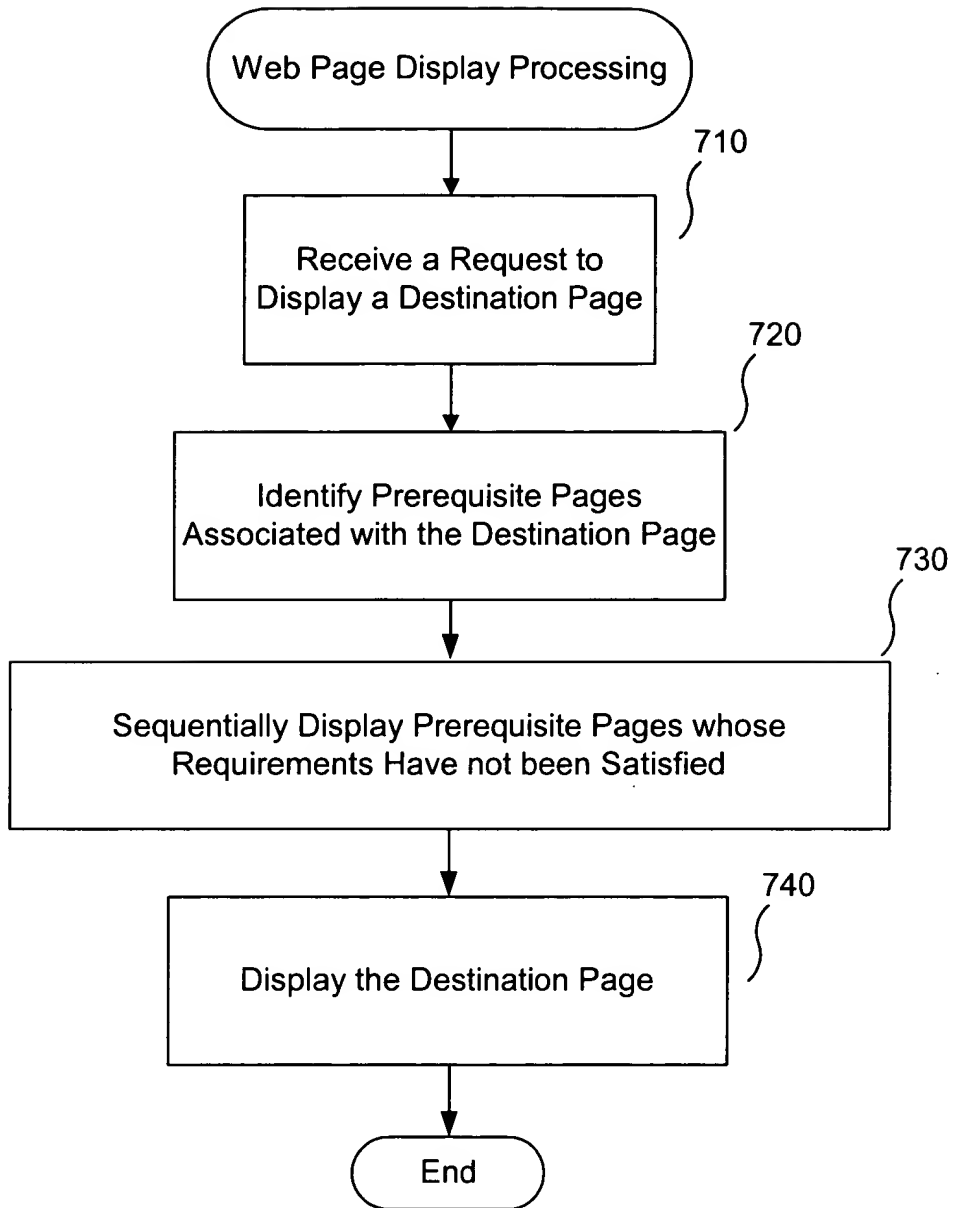 Web Page Display Processing
710
Receive a Request to
Display a Destination Page
720
Identify Prerequisite Pages
Associated with the Destination Page
730
Sequentially Display Prerequisite Pages whose
Requirements Have not been Satisfied
740
Display the Destination Page
End